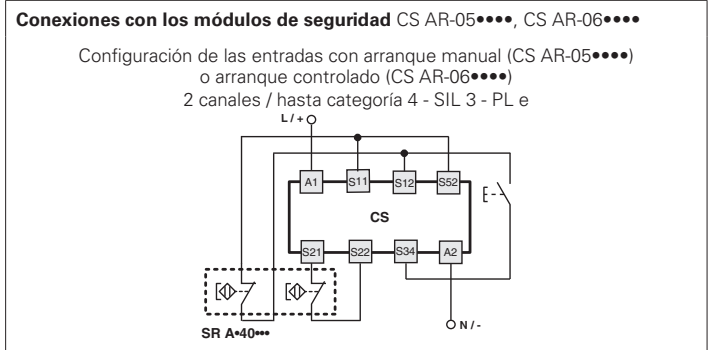 Conexiones con los módulos de seguridad CS AR-05••••, CS AR-06••••
Configuración de las entradas con arranque manual (CS AR-05••••)
o arranque controlado (CS AR-06••••)
2 canales / hasta categoría 4 - SIL 3 - PL e
L / +
A1 S11 S12 S52
CS
S21 S22 S34 A2
SR A•40•••
N / -